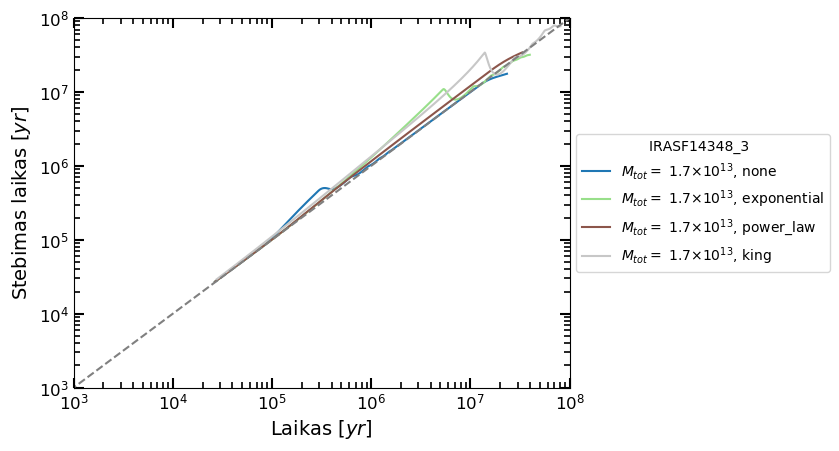 10^8
10^7
10^6
10^5
10^4
10^3
Stebimas laikas [yr]
10^3 10^4 10^5 10^6 10^7 10^8
Laikas [yr]
IRASF14348_3
M_tot = 1.7×10^13, none
M_tot = 1.7×10^13, exponential
M_tot = 1.7×10^13, power_law
M_tot = 1.7×10^13, king